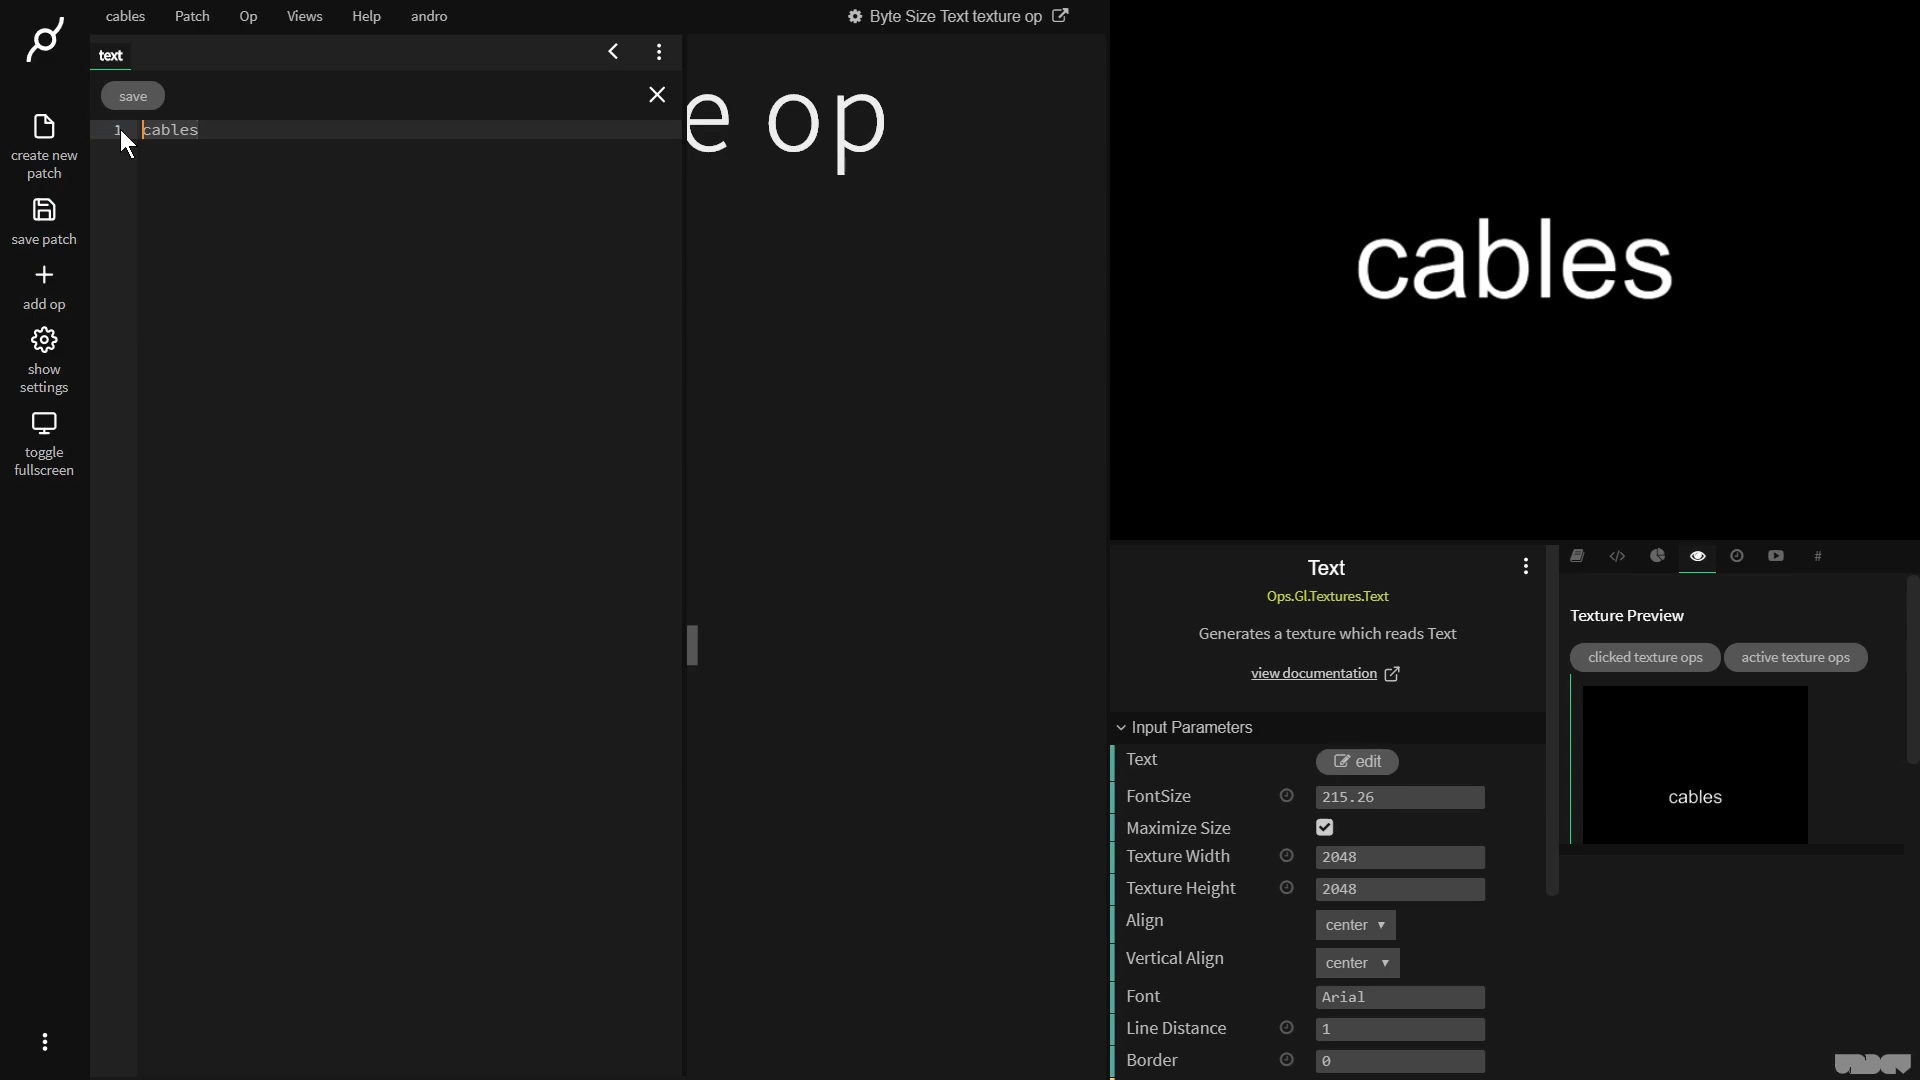 cables Patch Op Views Help andro
Byte Size Text texture op
text
save
1 cables
e op
create new
patch
save patch
add op
show
settings
toggle
fullscreen
cables
Text
Ops.Gl.Textures.Text
Generates a texture which reads Text
view documentation
Input Parameters
Text edit
FontSize 215.26
Maximize Size
Texture Width 2048
Texture Height 2048
Align center
Vertical Align center
Font Arial
Line Distance 1
Border 0
#
Texture Preview
clicked texture ops active texture ops
cables